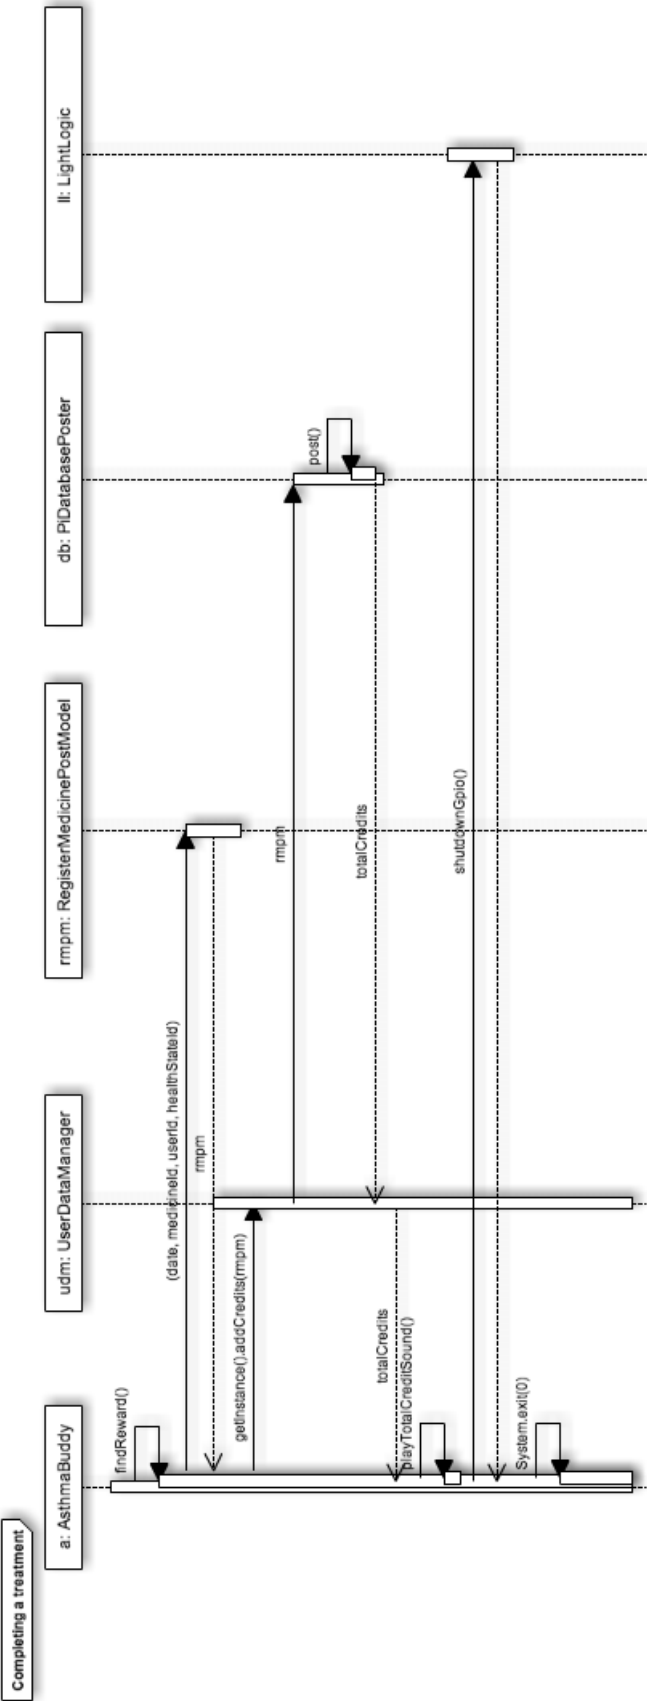 Completing a treatment
a: AsthmaBuddy
udm: UserDataManager
rmpm: RegisterMedicinePostModel
db: PiDatabasePoster
ll: LightLogic
findReward()
(date, medicineId, userId, healthStateId)
rmpm
getInstance().addCredits(rmpm)
rmpm
post()
totalCredits
totalCredits
playTotalCreditSound()
shutdownGpio()
System.exit(0)